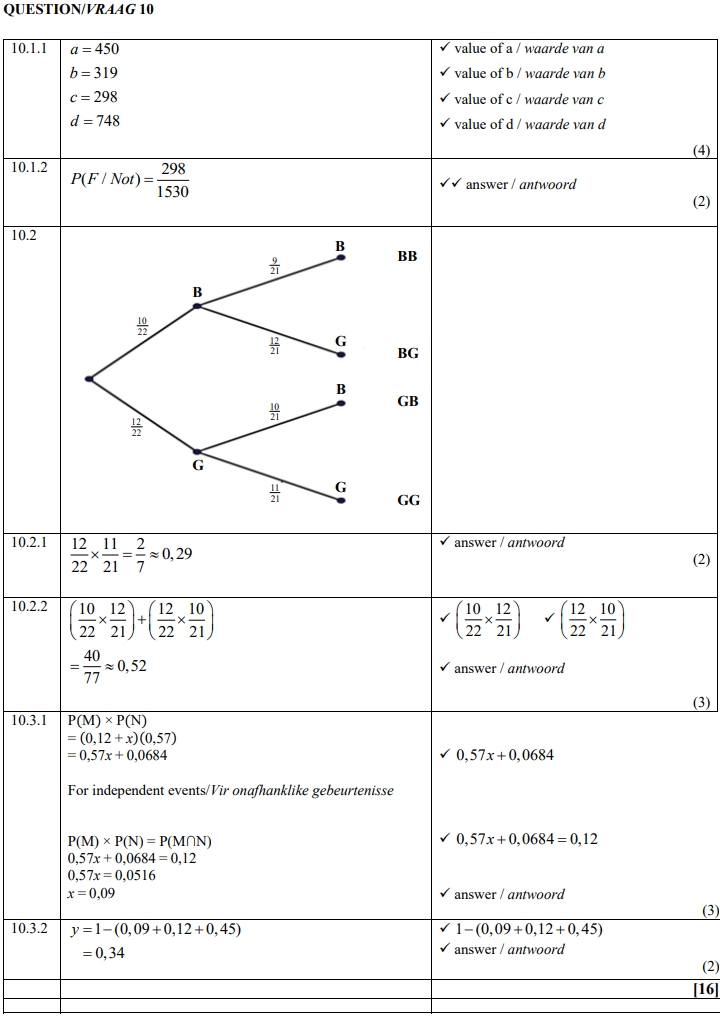 QUESTION/VRAAG 10
10.1.1 a = 450 ✓ value of a / waarde van a
b = 319 ✓ value of b / waarde van b
c = 298 ✓ value of c / waarde van c
d = 748 ✓ value of d / waarde van d
(4)
10.1.2 P(F / Not) = 298/1530 ✓✓ answer / antwoord
(2)
10.2
B BB
9/21
B
10/22
12/21 G
BG
B GB
10/21
12/22
G
11/21 G
GG
10.2.1 12/22 × 11/21 = 2/7 ≈ 0,29 ✓ answer / antwoord
(2)
10.2.2 (10/22 × 12/21) + (12/22 × 10/21) ✓ (10/22 × 12/21) ✓ (12/22 × 10/21)
= 40/77 ≈ 0,52 ✓ answer / antwoord
(3)
10.3.1 P(M) × P(N)
= (0,12 + x)(0,57)
= 0,57x + 0,0684 ✓ 0,57x + 0,0684
For independent events/Vir onafhanklike gebeurtenisse
P(M) × P(N) = P(M∩N) ✓ 0,57x + 0,0684 = 0,12
0,57x + 0,0684 = 0,12
0,57x = 0,0516
x = 0,09 ✓ answer / antwoord
(3)
10.3.2 y = 1 − (0,09 + 0,12 + 0,45) ✓ 1 − (0,09 + 0,12 + 0,45)
= 0,34 ✓ answer / antwoord
(2)
[16]